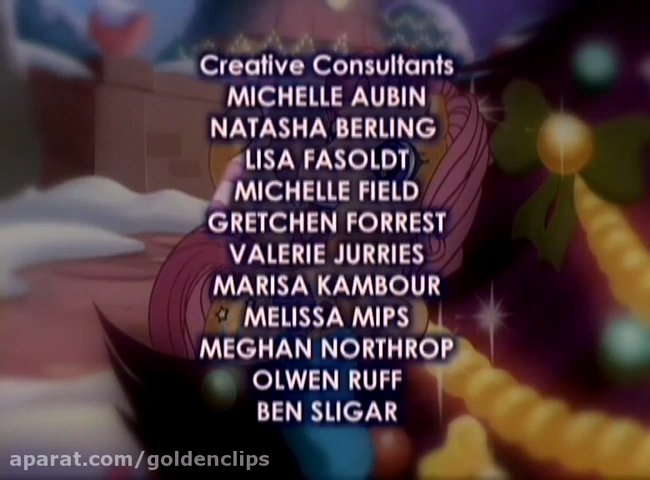 Creative Consultants
MICHELLE AUBIN
NATASHA BERLING
LISA FASOLDT
MICHELLE FIELD
GRETCHEN FORREST
VALERIE JURRIES
MARISA KAMBOUR
MELISSA MIPS
MEGHAN NORTHROP
OLWEN RUFF
BEN SLIGAR
aparat.com/goldenclips